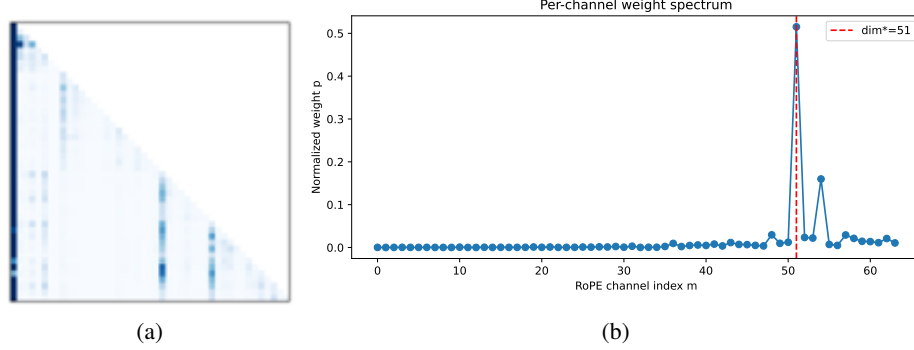 Per-channel weight spectrum
Normalized weight p
0.5
0.4
0.3
0.2
0.1
0.0
dim*=51
0 10 20 30 40 50 60
RoPE channel index m
(a) (b)